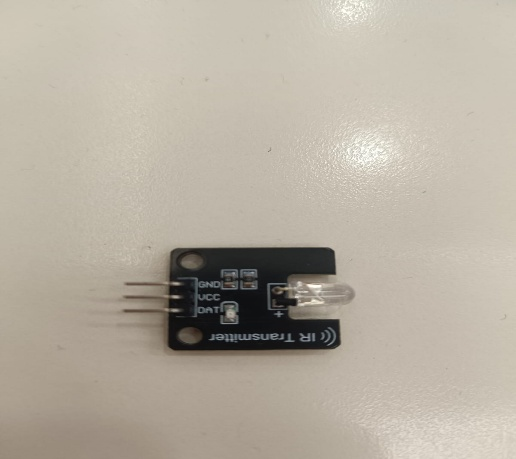 GND
VCC
DAT
+
IR Transmitter